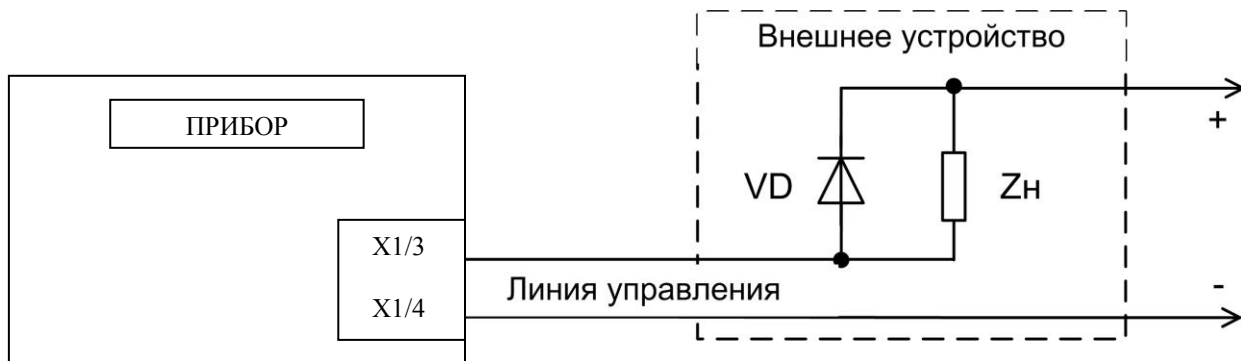 Внешнее устройство
ПРИБОР
+
VD
Zн
X1/3
Линия управления
X1/4
-